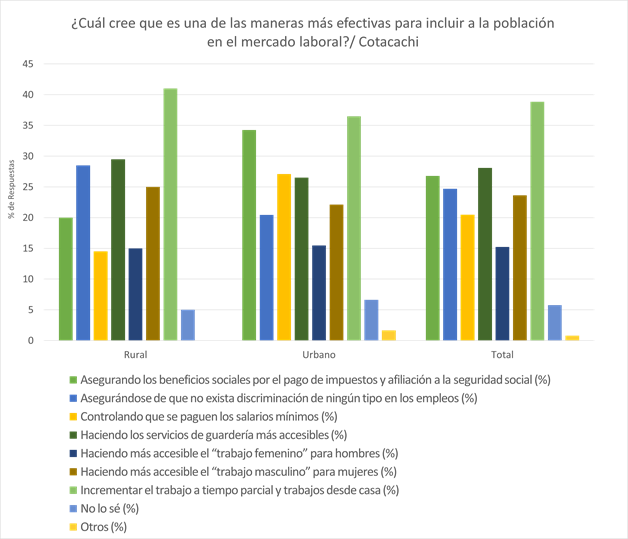 ¿Cuál cree que es una de las maneras más efectivas para incluir a la población
en el mercado laboral?/ Cotacachi
45
40
35
30
25
20
15
10
5
0
% de Respuestas
Rural Urbano Total
Asegurando los beneficios sociales por el pago de impuestos y afiliación a la seguridad social (%)
Asegurándose de que no exista discriminación de ningún tipo en los empleos (%)
Controlando que se paguen los salarios mínimos (%)
Haciendo los servicios de guardería más accesibles (%)
Haciendo más accesible el “trabajo femenino” para hombres (%)
Haciendo más accesible el “trabajo masculino” para mujeres (%)
Incrementar el trabajo a tiempo parcial y trabajos desde casa (%)
No lo sé (%)
Otros (%)